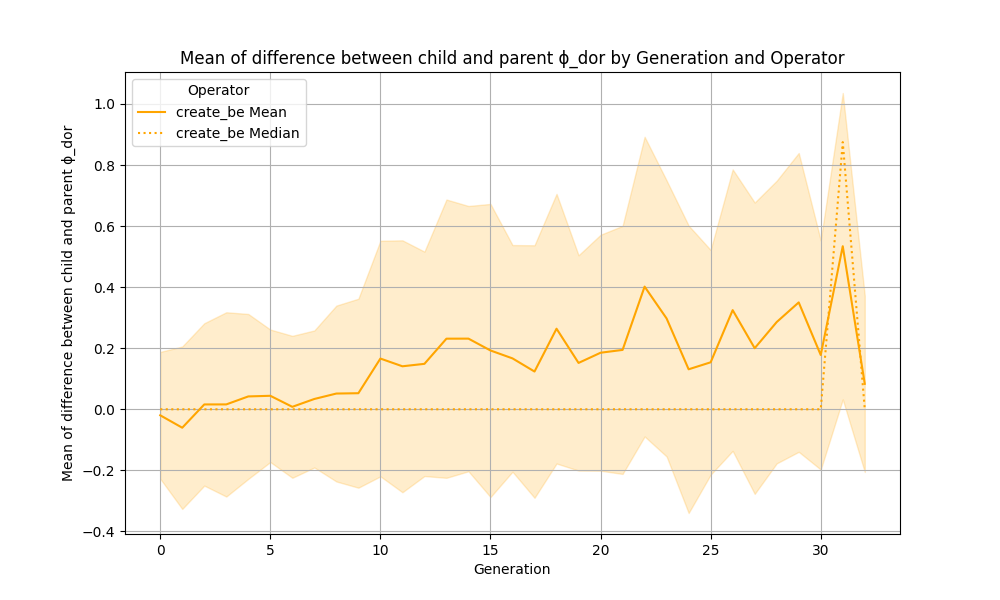 Mean of difference between child and parent ϕ_dor by Generation and Operator
Operator
create_be Mean
create_be Median
Mean of difference between child and parent ϕ_dor
1.0
0.8
0.6
0.4
0.2
0.0
−0.2
−0.4
0 5 10 15 20 25 30
Generation